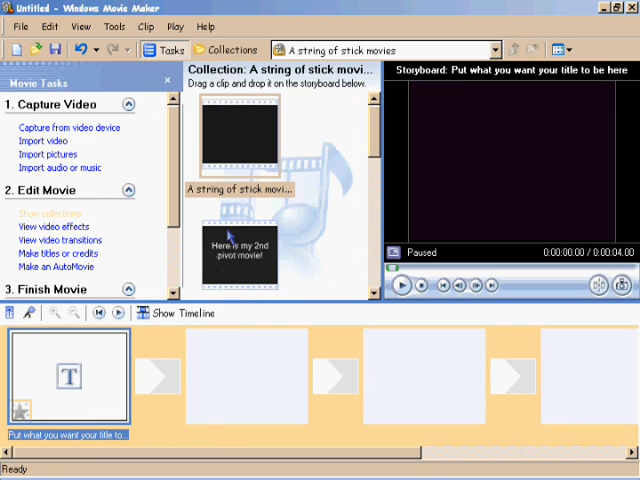 Untitled - Windows Movie Maker
File Edit View Tools Clip Play Help
Tasks Collections A string of stick movies
Movie Tasks
1. Capture Video
Capture from video device
Import video
Import pictures
Import audio or music
2. Edit Movie
Show collections
View video effects
View video transitions
Make titles or credits
Make an AutoMovie
3. Finish Movie
Collection: A string of stick movi...
Drag a clip and drop it on the storyboard below.
A string of stick movi...
Here is my 2nd
pivot movie!
Storyboard: Put what you want your title to be here
Paused 0:00:00.00 / 0:00:04.00
Show Timeline
T
Put what you want your title to...
Ready